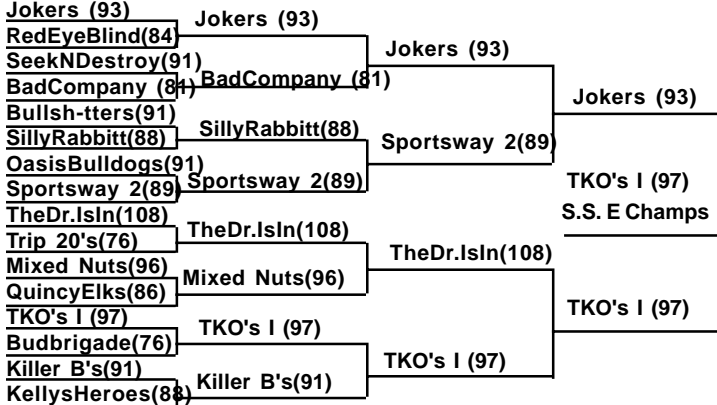 Jokers (93)
RedEyeBlind(84)
SeekNDestroy(91)
BadCompany (81)
Bullsh-tters(91)
SillyRabbitt(88)
OasisBulldogs(91)
Sportsway 2(89)
TheDr.IsIn(108)
Trip 20's(76)
Mixed Nuts(96)
QuincyElks(86)
TKO's I (97)
Budbrigade(76)
Killer B's(91)
KellysHeroes(88)
Jokers (93)
BadCompany (81)
SillyRabbitt(88)
Sportsway 2(89)
TheDr.IsIn(108)
Mixed Nuts(96)
TKO's I (97)
Killer B's(91)
Jokers (93)
Sportsway 2(89)
TheDr.IsIn(108)
TKO's I (97)
Jokers (93)
TKO's I (97)
S.S. E Champs
TKO's I (97)